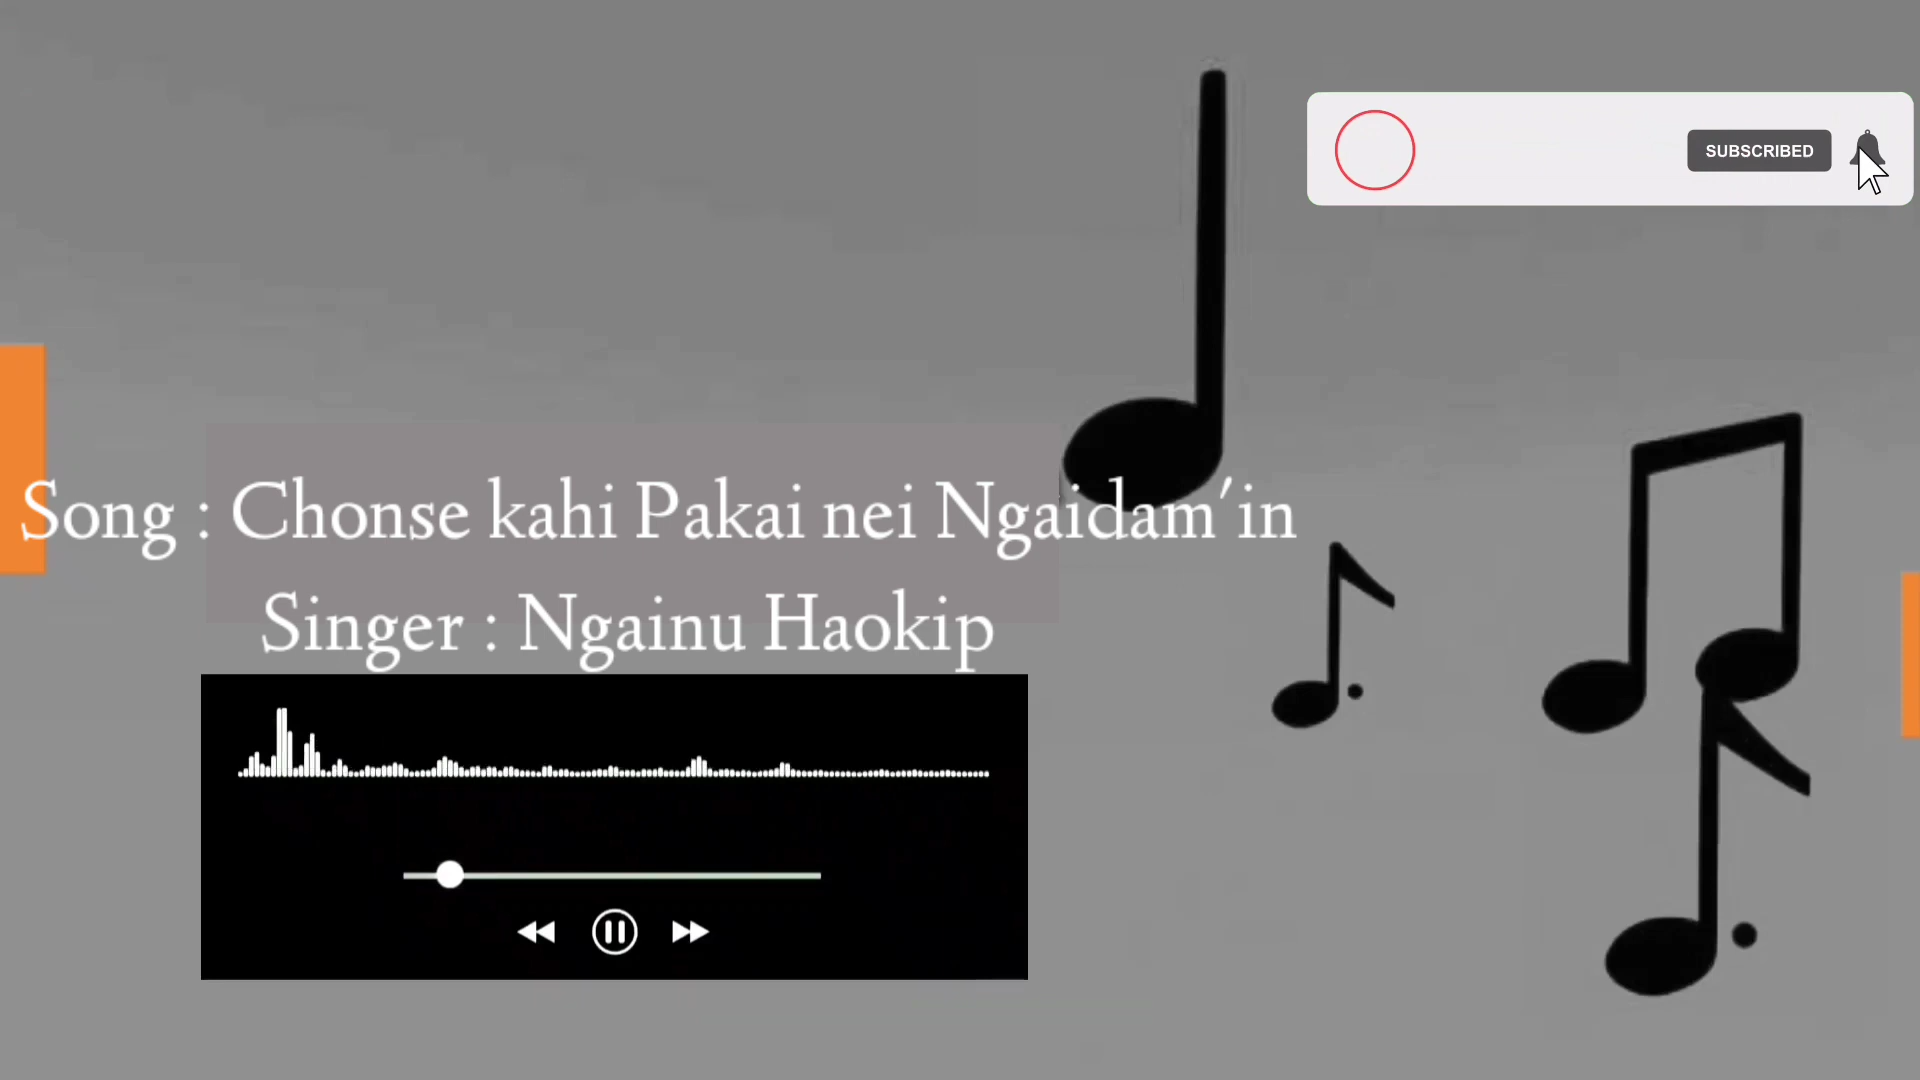 SUBSCRIBED
Song : Chonse kahi Pakai nei Ngaidam'in
Singer : Ngainu Haokip